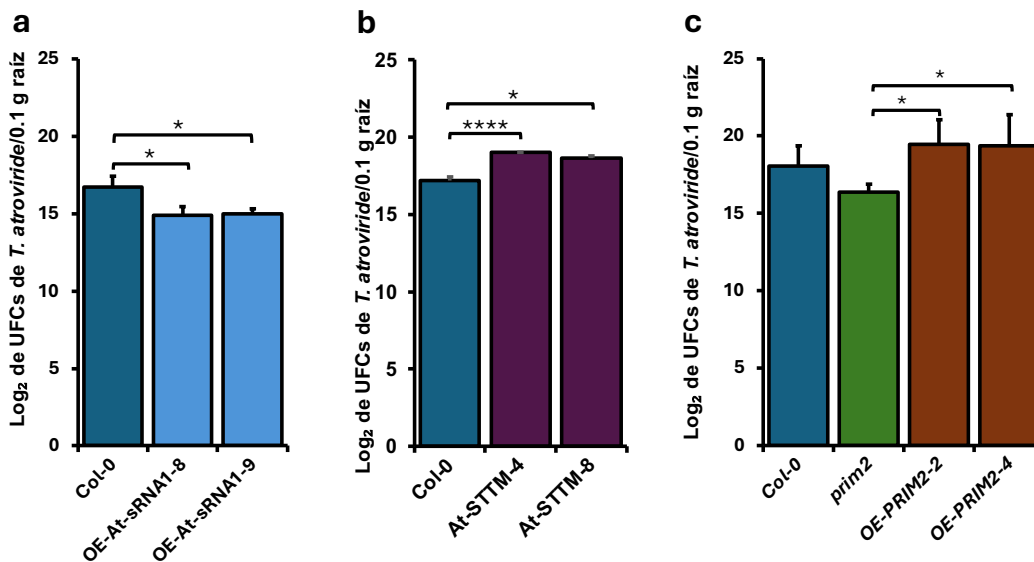 a
Log₂ de UFCs de T. atroviride/0.1 g raíz
25
20
15
10
5
0
*
*
Col-0
OE-At-sRNA1-8
OE-At-sRNA1-9
b
Log₂ de UFCs de T. atroviride/0.1 g raíz
25
20
15
10
5
0
*
****
Col-0
At-STTM-4
At-STTM-8
c
Log₂ de UFCs de T. atroviride/0.1 g raíz
25
20
15
10
5
0
*
*
Col-0
prim2
OE-PRIM2-2
OE-PRIM2-4